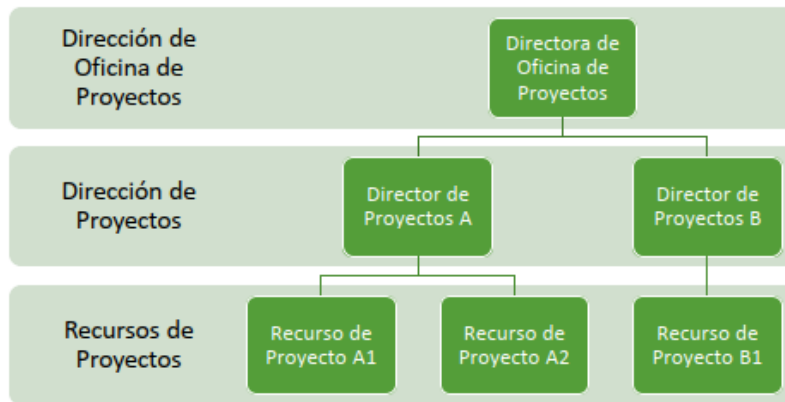 Dirección de
Oficina de
Proyectos
Directora de
Oficina de
Proyectos
Dirección de
Proyectos
Director de
Proyectos A
Director de
Proyectos B
Recursos de
Proyectos
Recurso de
Proyecto A1
Recurso de
Proyecto A2
Recurso de
Proyecto B1